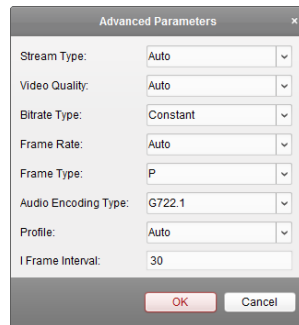 Advanced Parameters ×
Stream Type: Auto
Video Quality: Auto
Bitrate Type: Constant
Frame Rate: Auto
Frame Type: P
Audio Encoding Type: G722.1
Profile: Auto
I Frame Interval: 30
OK Cancel